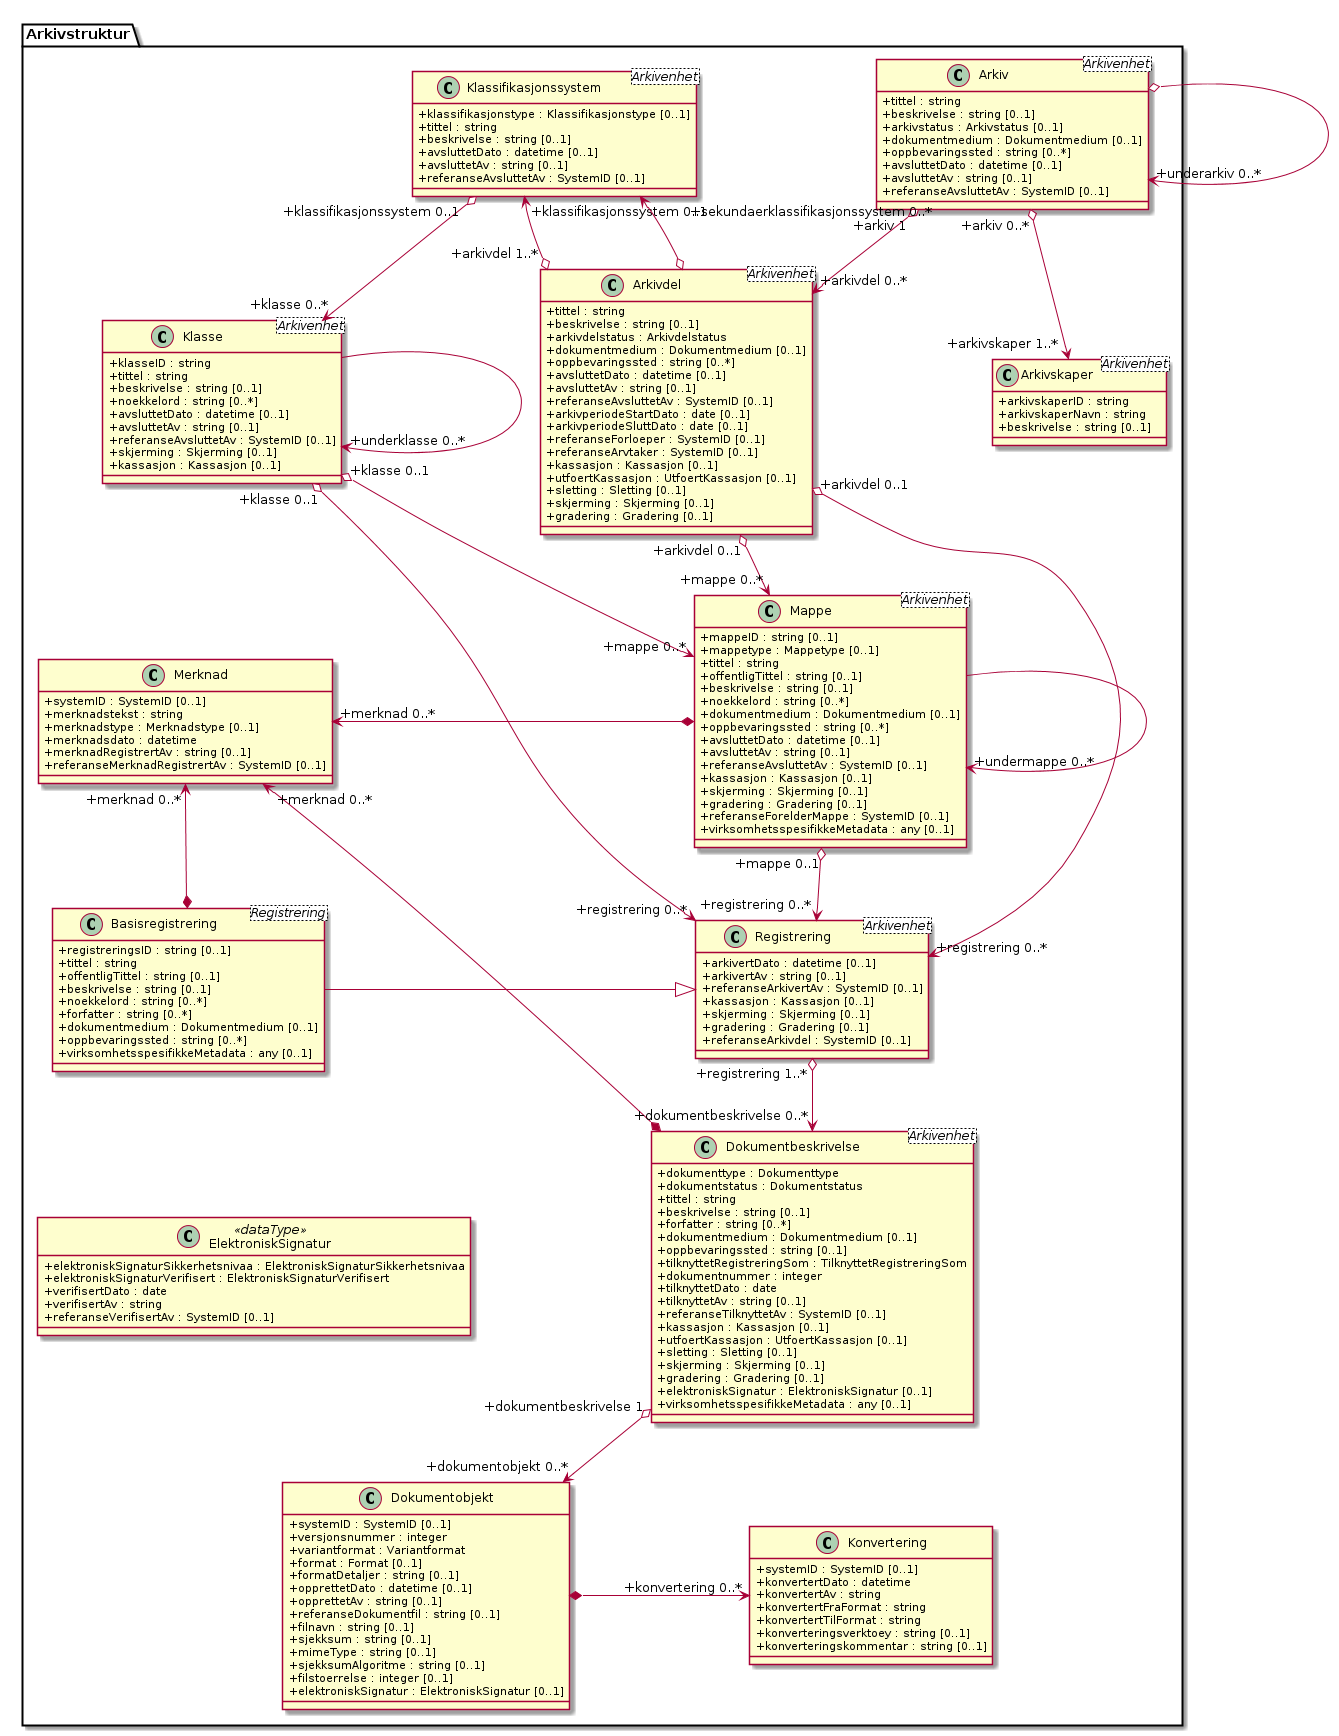 Arkivstruktur
Klassifikasjonssystem
Arkivenhet
+klassifikasjonstype : Klassifikasjonstype [0..1]
+tittel : string
+beskrivelse : string [0..1]
+avsluttetDato : datetime [0..1]
+avsluttetAv : string [0..1]
+referanseAvsluttetAv : SystemID [0..1]
Arkiv
Arkivenhet
+tittel : string
+beskrivelse : string [0..1]
+arkivstatus : Arkivstatus [0..1]
+dokumentmedium : Dokumentmedium [0..1]
+oppbevaringssted : string [0..*]
+avsluttetDato : datetime [0..1]
+avsluttetAv : string [0..1]
+referanseAvsluttetAv : SystemID [0..1]
+underarkiv 0..*
+klassifikasjonssystem 0..1
+klassifikasjonssystem 0..1
+sekundaerklassifikasjonssystem 0..*
+arkiv 1
+arkiv 0..*
+arkivdel 1..*
+arkivdel 0..*
+klasse 0..*
+arkivskaper 1..*
Arkivdel
Arkivenhet
+tittel : string
+beskrivelse : string [0..1]
+arkivdelstatus : Arkivdelstatus
+dokumentmedium : Dokumentmedium [0..1]
+oppbevaringssted : string [0..*]
+avsluttetDato : datetime [0..1]
+avsluttetAv : string [0..1]
+referanseAvsluttetAv : SystemID [0..1]
+arkivperiodeStartDato : date [0..1]
+arkivperiodeSluttDato : date [0..1]
+referanseForloeper : SystemID [0..1]
+referanseArvtaker : SystemID [0..1]
+kassasjon : Kassasjon [0..1]
+utfoertKassasjon : UtfoertKassasjon [0..1]
+sletting : Sletting [0..1]
+skjerming : Skjerming [0..1]
+gradering : Gradering [0..1]
Klasse
Arkivenhet
+klasseID : string
+tittel : string
+beskrivelse : string [0..1]
+noekkelord : string [0..*]
+avsluttetDato : datetime [0..1]
+avsluttetAv : string [0..1]
+referanseAvsluttetAv : SystemID [0..1]
+skjerming : Skjerming [0..1]
+kassasjon : Kassasjon [0..1]
+underklasse 0..*
+klasse 0..1
+klasse 0..1
Arkivskaper
Arkivenhet
+arkivskaperID : string
+arkivskaperNavn : string
+beskrivelse : string [0..1]
+arkivdel 0..1
+arkivdel 0..1
+mappe 0..*
+mappe 0..*
Mappe
Arkivenhet
+mappeID : string [0..1]
+mappetype : Mappetype [0..1]
+tittel : string
+offentligTittel : string [0..1]
+beskrivelse : string [0..1]
+noekkelord : string [0..*]
+dokumentmedium : Dokumentmedium [0..1]
+oppbevaringssted : string [0..*]
+avsluttetDato : datetime [0..1]
+avsluttetAv : string [0..1]
+referanseAvsluttetAv : SystemID [0..1]
+kassasjon : Kassasjon [0..1]
+skjerming : Skjerming [0..1]
+gradering : Gradering [0..1]
+referanseForelderMappe : SystemID [0..1]
+virksomhetsspesifikkeMetadata : any [0..1]
+undermappe 0..*
Merknad
+systemID : SystemID [0..1]
+merknadstekst : string
+merknadstype : Merknadstype [0..1]
+merknadsdato : datetime
+merknadRegistrertAv : string [0..1]
+referanseMerknadRegistrertAv : SystemID [0..1]
+merknad 0..*
+merknad 0..*
+merknad 0..*
+mappe 0..1
+registrering 0..*
+registrering 0..*
+registrering 0..*
Basisregistrering
Registrering
+registreringsID : string [0..1]
+tittel : string
+offentligTittel : string [0..1]
+beskrivelse : string [0..1]
+noekkelord : string [0..*]
+forfatter : string [0..*]
+dokumentmedium : Dokumentmedium [0..1]
+oppbevaringssted : string [0..*]
+virksomhetsspesifikkeMetadata : any [0..1]
Registrering
Arkivenhet
+arkivertDato : datetime [0..1]
+arkivertAv : string [0..1]
+referanseArkivertAv : SystemID [0..1]
+kassasjon : Kassasjon [0..1]
+skjerming : Skjerming [0..1]
+gradering : Gradering [0..1]
+referanseArkivdel : SystemID [0..1]
+registrering 1..*
+dokumentbeskrivelse 0..*
Dokumentbeskrivelse
Arkivenhet
+dokumenttype : Dokumenttype
+dokumentstatus : Dokumentstatus
+tittel : string
+beskrivelse : string [0..1]
+forfatter : string [0..*]
+dokumentmedium : Dokumentmedium [0..1]
+oppbevaringssted : string [0..1]
+tilknyttetRegistreringSom : TilknyttetRegistreringSom
+dokumentnummer : integer
+tilknyttetDato : date
+tilknyttetAv : string [0..1]
+referanseTilknyttetAv : SystemID [0..1]
+kassasjon : Kassasjon [0..1]
+utfoertKassasjon : UtfoertKassasjon [0..1]
+sletting : Sletting [0..1]
+skjerming : Skjerming [0..1]
+gradering : Gradering [0..1]
+elektroniskSignatur : ElektroniskSignatur [0..1]
+virksomhetsspesifikkeMetadata : any [0..1]
«dataType»
ElektroniskSignatur
+elektroniskSignaturSikkerhetsnivaa : ElektroniskSignaturSikkerhetsnivaa
+elektroniskSignaturVerifisert : ElektroniskSignaturVerifisert
+verifisertDato : date
+verifisertAv : string
+referanseVerifisertAv : SystemID [0..1]
+dokumentbeskrivelse 1
+dokumentobjekt 0..*
Dokumentobjekt
+systemID : SystemID [0..1]
+versjonsnummer : integer
+variantformat : Variantformat
+format : Format [0..1]
+formatDetaljer : string [0..1]
+opprettetDato : datetime [0..1]
+opprettetAv : string [0..1]
+referanseDokumentfil : string [0..1]
+filnavn : string [0..1]
+sjekksum : string [0..1]
+mimeType : string [0..1]
+sjekksumAlgoritme : string [0..1]
+filstoerrelse : integer [0..1]
+elektroniskSignatur : ElektroniskSignatur [0..1]
+konvertering 0..*
Konvertering
+systemID : SystemID [0..1]
+konvertertDato : datetime
+konvertertAv : string
+konvertertFraFormat : string
+konvertertTilFormat : string
+konverteringsverktoey : string [0..1]
+konverteringskommentar : string [0..1]